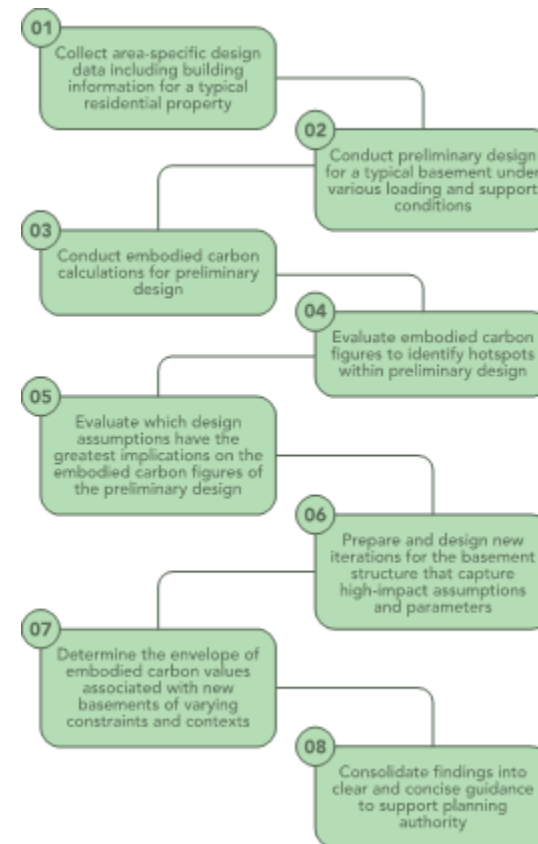 01
Collect area-specific design
data including building
information for a typical
residential property
02
Conduct preliminary design
for a typical basement under
various loading and support
conditions
03
Conduct embodied carbon
calculations for preliminary
design
04
Evaluate embodied carbon
figures to identify hotspots
within preliminary design
05
Evaluate which design
assumptions have the
greatest implications on the
embodied carbon figures of
the preliminary design
06
Prepare and design new
iterations for the basement
structure that capture
high-impact assumptions
and parameters
07
Determine the envelope of
embodied carbon values
associated with new
basements of varying
constraints and contexts
08
Consolidate findings into
clear and concise guidance
to support planning
authority